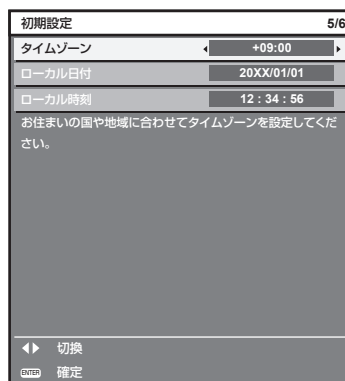 初期設定 5/6
タイムゾーン +09:00
ローカル日付 20XX/01/01
ローカル時刻 12 : 34 : 56
お住まいの国や地域に合わせてタイムゾーンを設定してくだ
さい。
切換
ENTER 確定